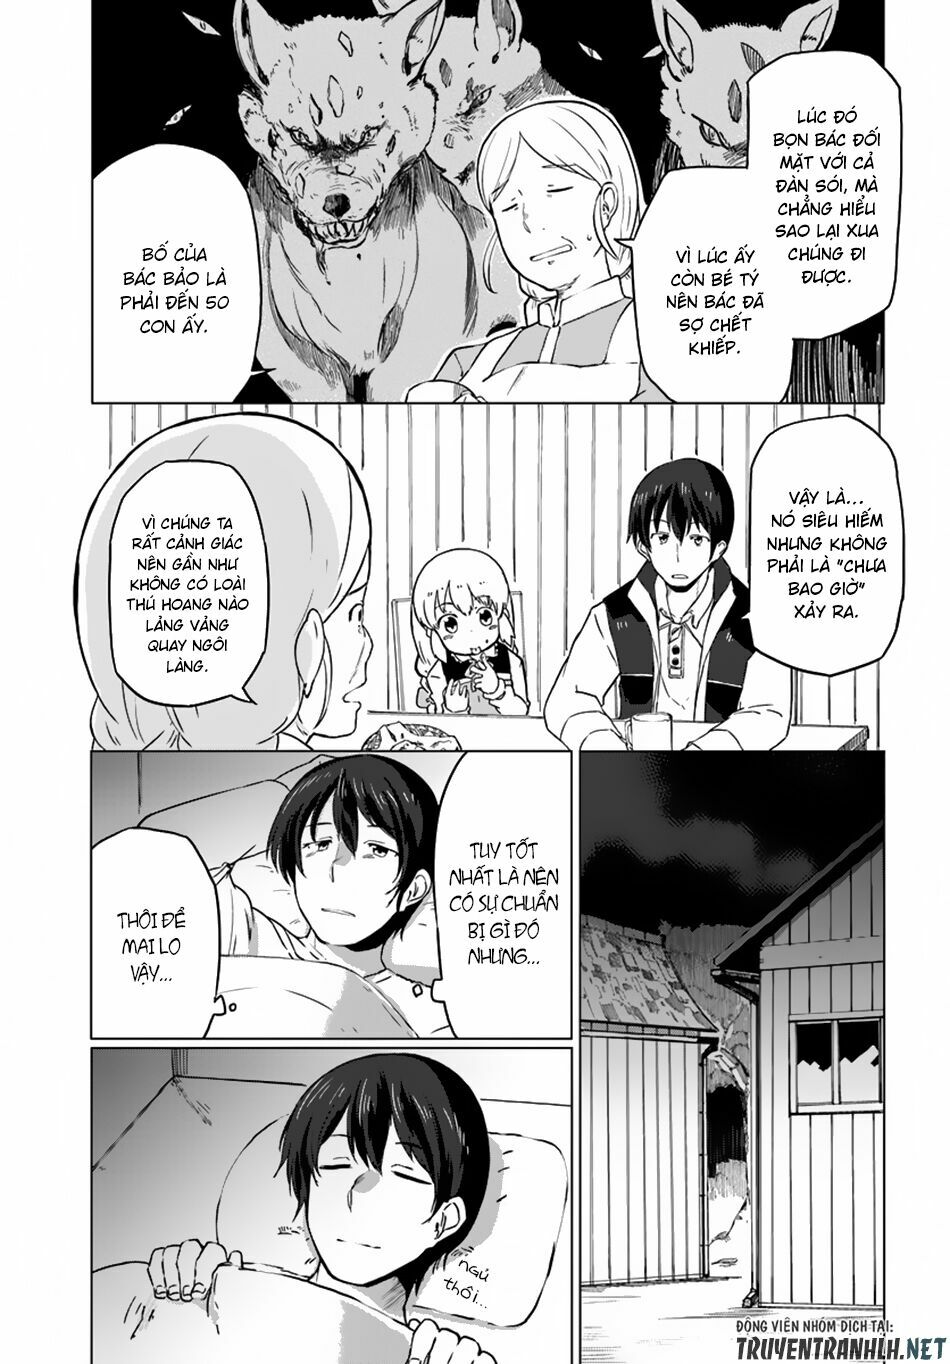 LÚC ĐÓ
BỌN BÁC ĐỐI
MẶT VỚI CẢ
ĐÀN SÓI, MÀ
CHẲNG HIỂU
SAO LẠI XUA
CHÚNG ĐI
ĐƯỢC.
VÌ LÚC ẤY
CÒN BÉ TÝ
NÊN BÁC ĐÃ
SỢ CHẾT
KHIẾP.
BỐ CỦA
BÁC BẢO LÀ
PHẢI ĐẾN 50
CON ẤY.
VẬY LÀ...
NÓ SIÊU HIẾM
NHƯNG KHÔNG
PHẢI LÀ "CHƯA
BAO GIỜ"
XẢY RA.
VÌ CHÚNG TA
RẤT CẢNH GIÁC
NÊN GẦN NHƯ
KHÔNG CÓ LOÀI
THÚ HOANG NÀO
LẢNG VẢNG
QUAY NGÔI
LÀNG.
TUY TỐT
NHẤT LÀ NÊN
CÓ SỰ CHUẨN
BỊ GÌ ĐÓ
NHƯNG...
THÔI ĐỂ
MAI LO
VẬY...
NGỦ
THÔI...
ĐỘNG VIÊN NHÓM DỊCH TẠI:
TRUYENTRANHLH.NET